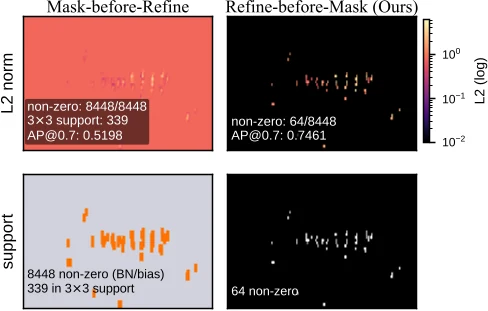 Mask-before-Refine
Refine-before-Mask (Ours)
L2 norm
non-zero: 8448/8448
3×3 support: 339
AP@0.7: 0.5198
non-zero: 64/8448
AP@0.7: 0.7461
10⁰
10⁻¹
10⁻²
L2 (log)
support
8448 non-zero (BN/bias)
339 in 3×3 support
64 non-zero